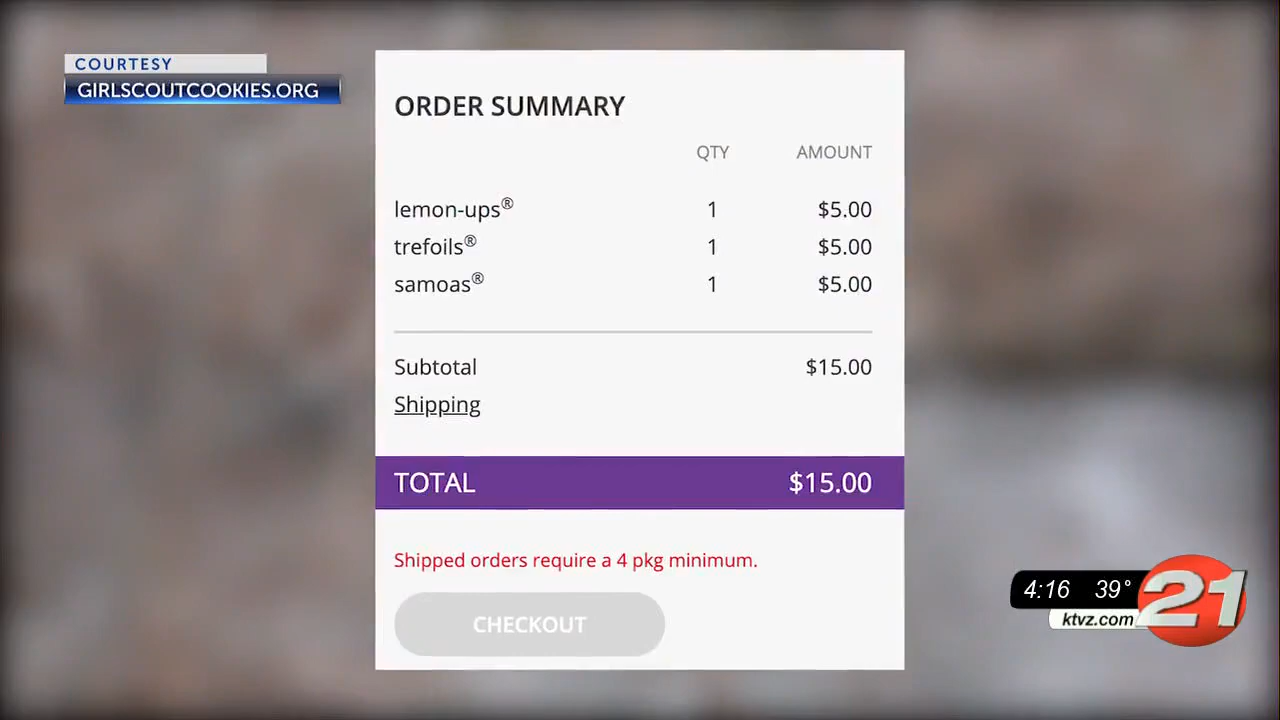 COURTESY
GIRLSCOUTCOOKIES.ORG
ORDER SUMMARY
QTY AMOUNT
lemon-ups® 1 $5.00
trefoils® 1 $5.00
samoas® 1 $5.00
Subtotal $15.00
Shipping
TOTAL $15.00
Shipped orders require a 4 pkg minimum.
CHECKOUT
4:16 39° 21
ktvz.com